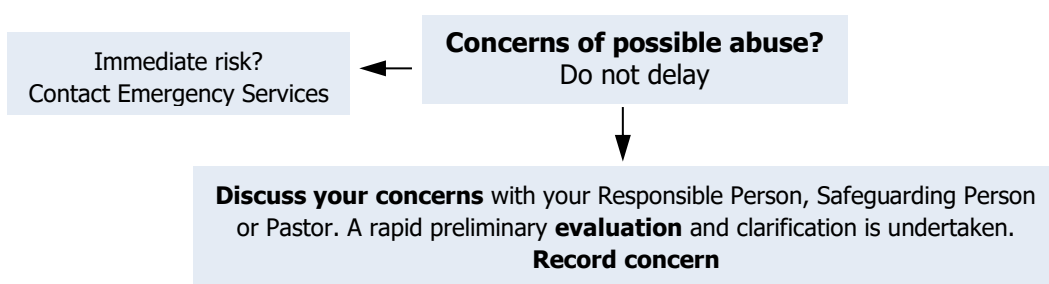 Concerns of possible abuse?
Do not delay
Immediate risk?
Contact Emergency Services
Discuss your concerns with your Responsible Person, Safeguarding Person
or Pastor. A rapid preliminary evaluation and clarification is undertaken.
Record concern